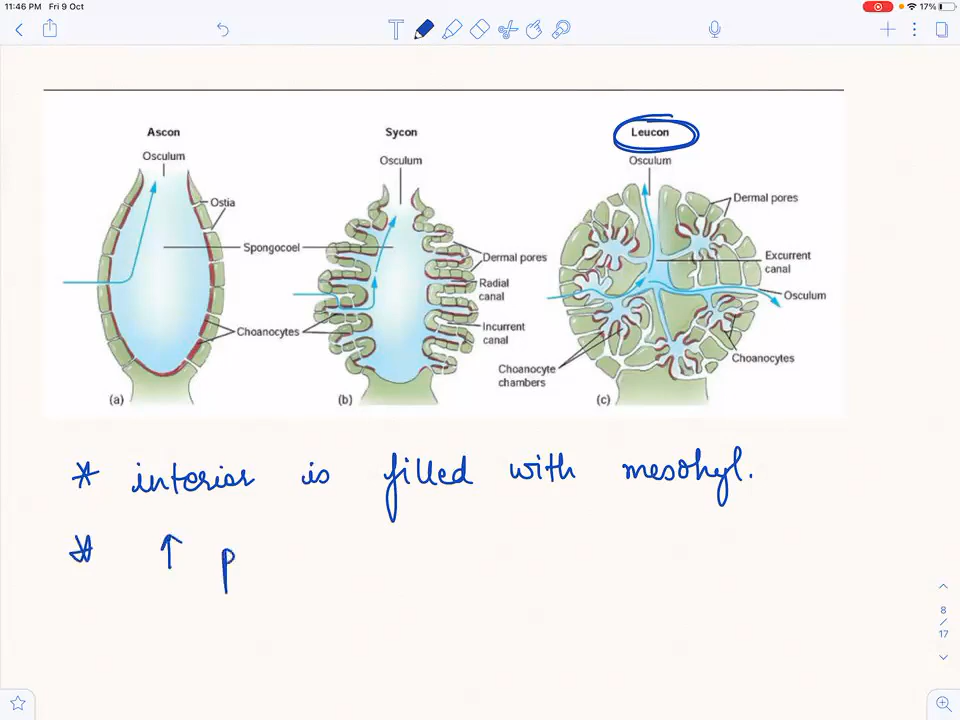 11:46 PM Fri 9 Oct
17%
T
Ascon
Sycon
Leucon
Osculum
Osculum
Osculum
Ostia
Dermal pores
Spongocoel
Dermal pores
Excurrent
canal
Radial
canal
Osculum
Incurrent
canal
Choanocytes
Choanocyte
chambers
Choanocytes
(a)
(b)
(c)
* interior is filled with mesohyl.
* ↑ p
8
/
17